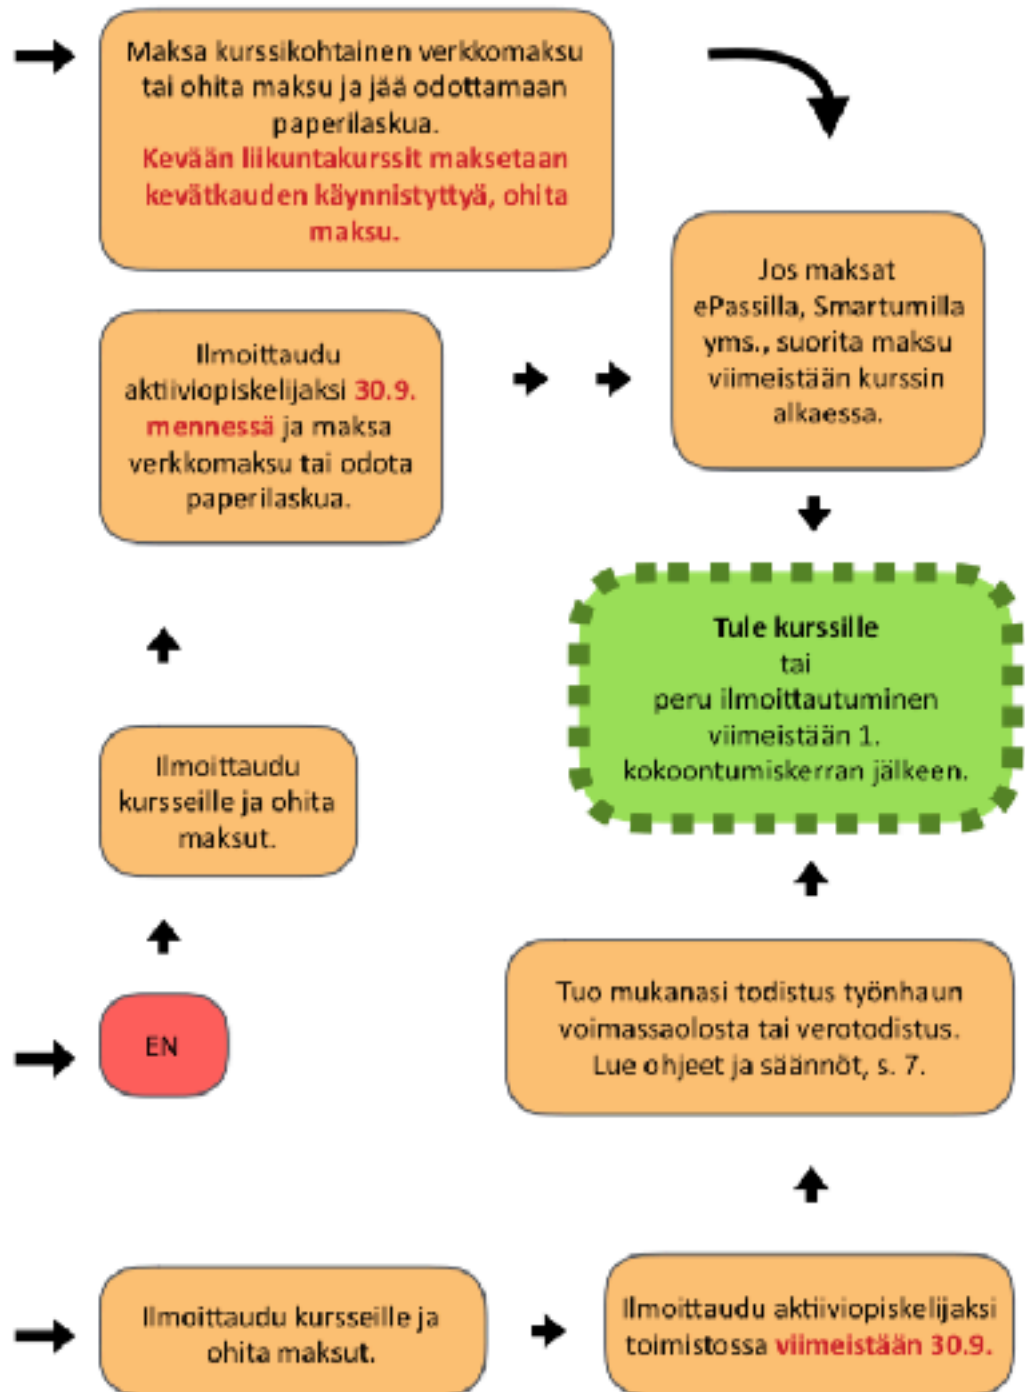 Maksa kurssikohtainen verkkomaksu
tai ohita maksu ja jää odottamaan
paperilaskua.
Kevään liikuntakurssit maksetaan
kevätkauden käynnistyttyä, ohita
maksu.
Jos maksat
ePassilla, Smartumilla
yms., suorita maksu
viimeistään kurssin
alkaessa.
Ilmoittaudu
aktiiviopiskelijaksi 30.9.
mennessä ja maksa
verkkomaksu tai odota
paperilaskua.
Tule kurssille
tai
peru ilmoittautuminen
viimeistään 1.
kokoontumiskerran jälkeen.
Ilmoittaudu
kursseille ja ohita
maksut.
EN
Tuo mukanasi todistus työnhaun
voimassaolosta tai verotodistus.
Lue ohjeet ja säännöt, s. 7.
Ilmoittaudu kursseille ja
ohita maksut.
Ilmoittaudu aktiiviopiskelijaksi
toimistossa viimeistään 30.9.